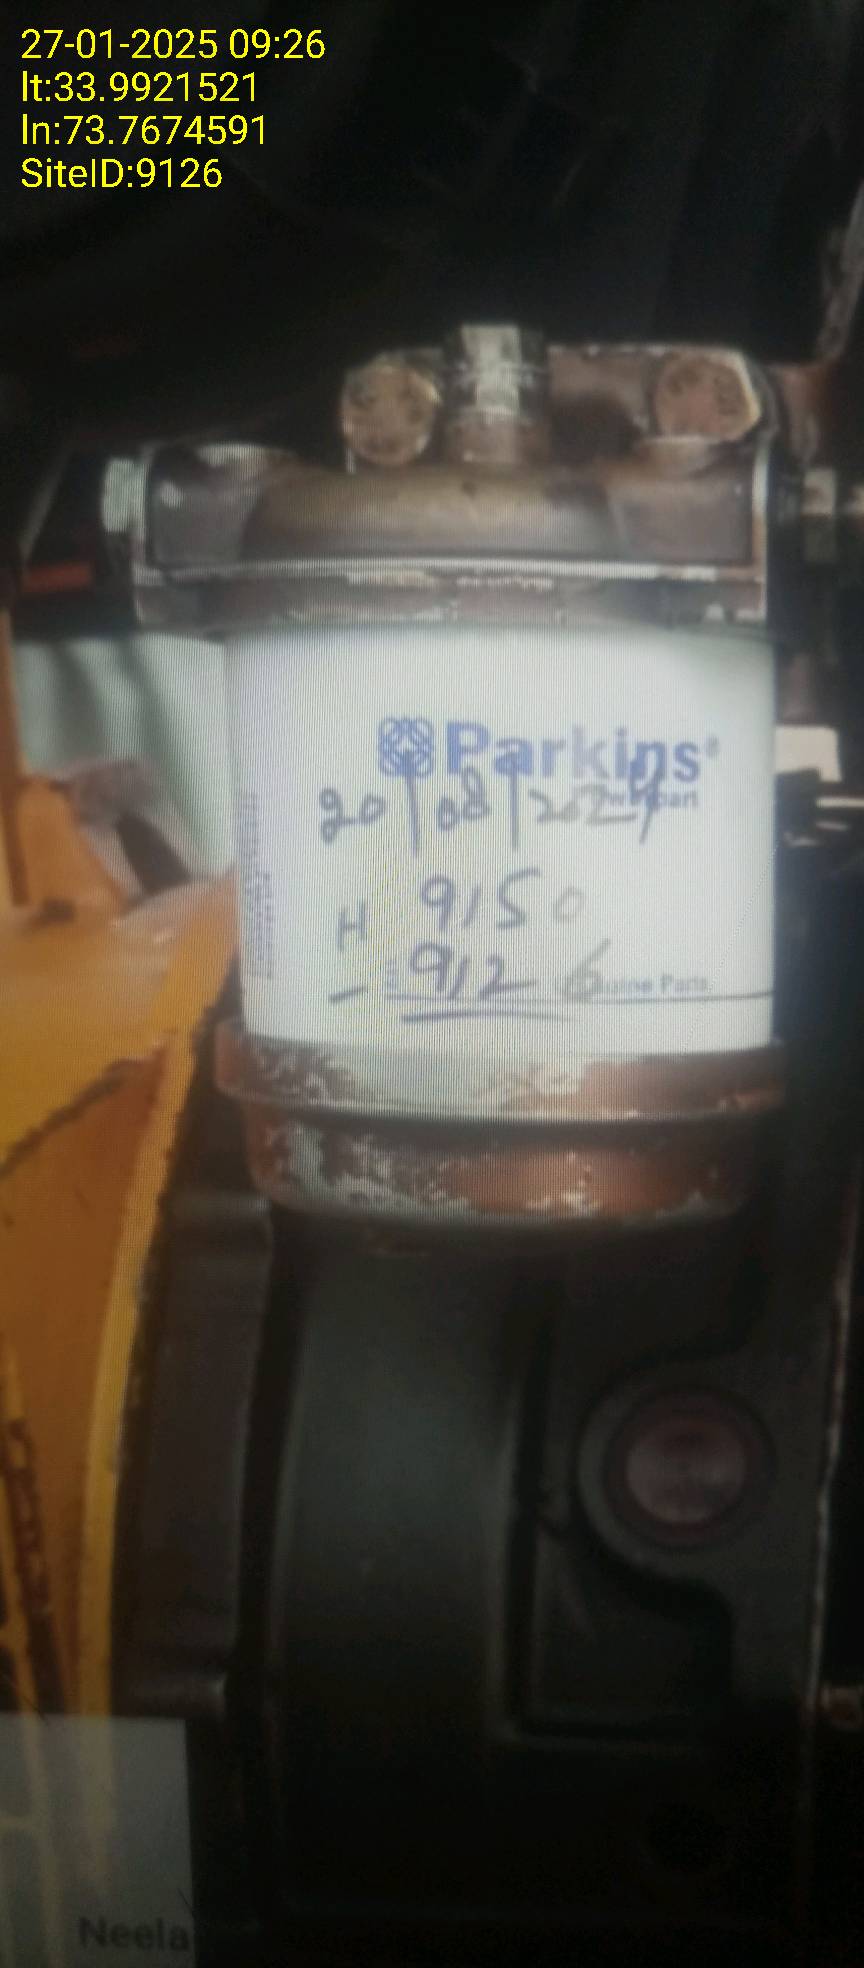 27-01-2025 09:26
lt:33.9921521
ln:73.7674591
SiteID:9126
Parkins®
20/08/2024
H 9150
- 9126
Parts
Neela